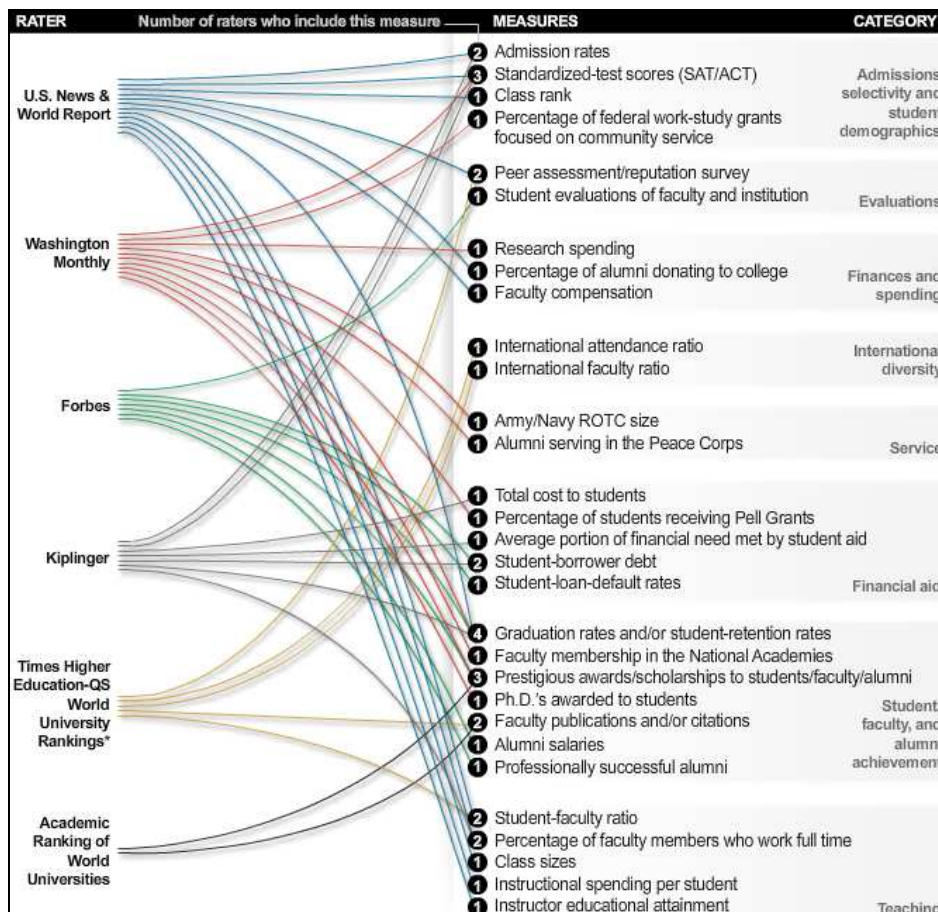 RATER
Number of raters who include this measure
MEASURES
CATEGORY
U.S. News &
World Report
Washington
Monthly
Forbes
Kiplinger
Times Higher
Education-QS
World
University
Rankings*
Academic
Ranking of
World
Universities
2 Admission rates
3 Standardized-test scores (SAT/ACT)
1 Class rank
1 Percentage of federal work-study grants
focused on community service
Admissions
selectivity and
student
demographics
2 Peer assessment/reputation survey
1 Student evaluations of faculty and institution
Evaluations
1 Research spending
1 Percentage of alumni donating to college
1 Faculty compensation
Finances and
spending
1 International attendance ratio
1 International faculty ratio
Internationa
diversity
1 Army/Navy ROTC size
1 Alumni serving in the Peace Corps
Service
1 Total cost to students
1 Percentage of students receiving Pell Grants
1 Average portion of financial need met by student aid
2 Student-borrower debt
1 Student-loan-default rates
Financial aid
4 Graduation rates and/or student-retention rates
1 Faculty membership in the National Academies
3 Prestigious awards/scholarships to students/faculty/alumni
1 Ph.D.'s awarded to students
2 Faculty publications and/or citations
1 Alumni salaries
1 Professionally successful alumni
Student,
faculty, and
alumn
achievement
2 Student-faculty ratio
2 Percentage of faculty members who work full time
1 Class sizes
1 Instructional spending per student
1 Instructor educational attainment
Teaching